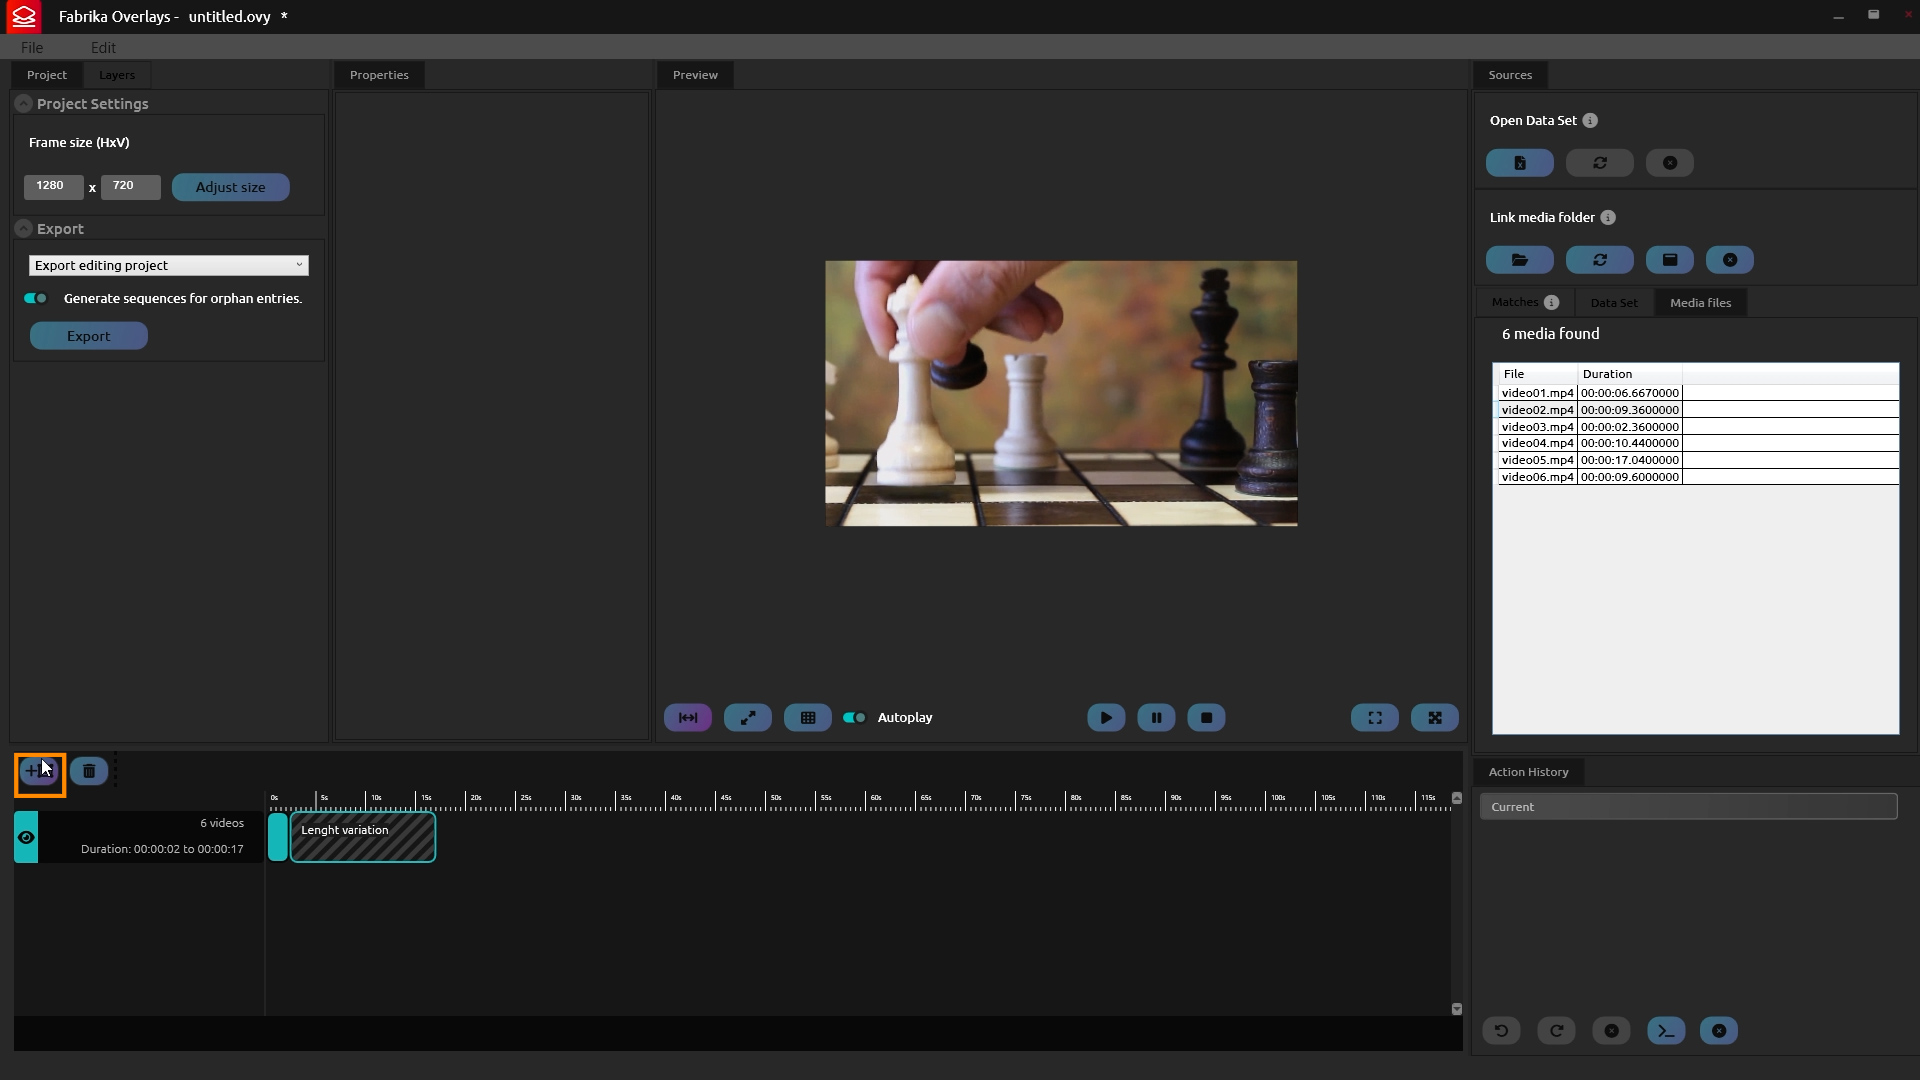 Fabrika Overlays - untitled.ovy *
File Edit
Project Layers
Properties
Preview
Sources
Project Settings
Frame size (HxV)
1280 x 720 Adjust size
Export
Export editing project
Generate sequences for orphan entries.
Export
Autoplay
Open Data Set
Link media folder
Matches Data Set Media files
6 media found
File Duration
video01.mp4 00:00:06.6670000
video02.mp4 00:00:09.3600000
video03.mp4 00:00:02.3600000
video04.mp4 00:00:10.4400000
video05.mp4 00:00:17.0400000
video06.mp4 00:00:09.6000000
0s 5s 10s 15s 20s 25s 30s 35s 40s 45s 50s 55s 60s 65s 70s 75s 80s 85s 90s 95s 100s 105s 110s 115s
6 videos
Duration: 00:00:02 to 00:00:17
Lenght variation
Action History
Current